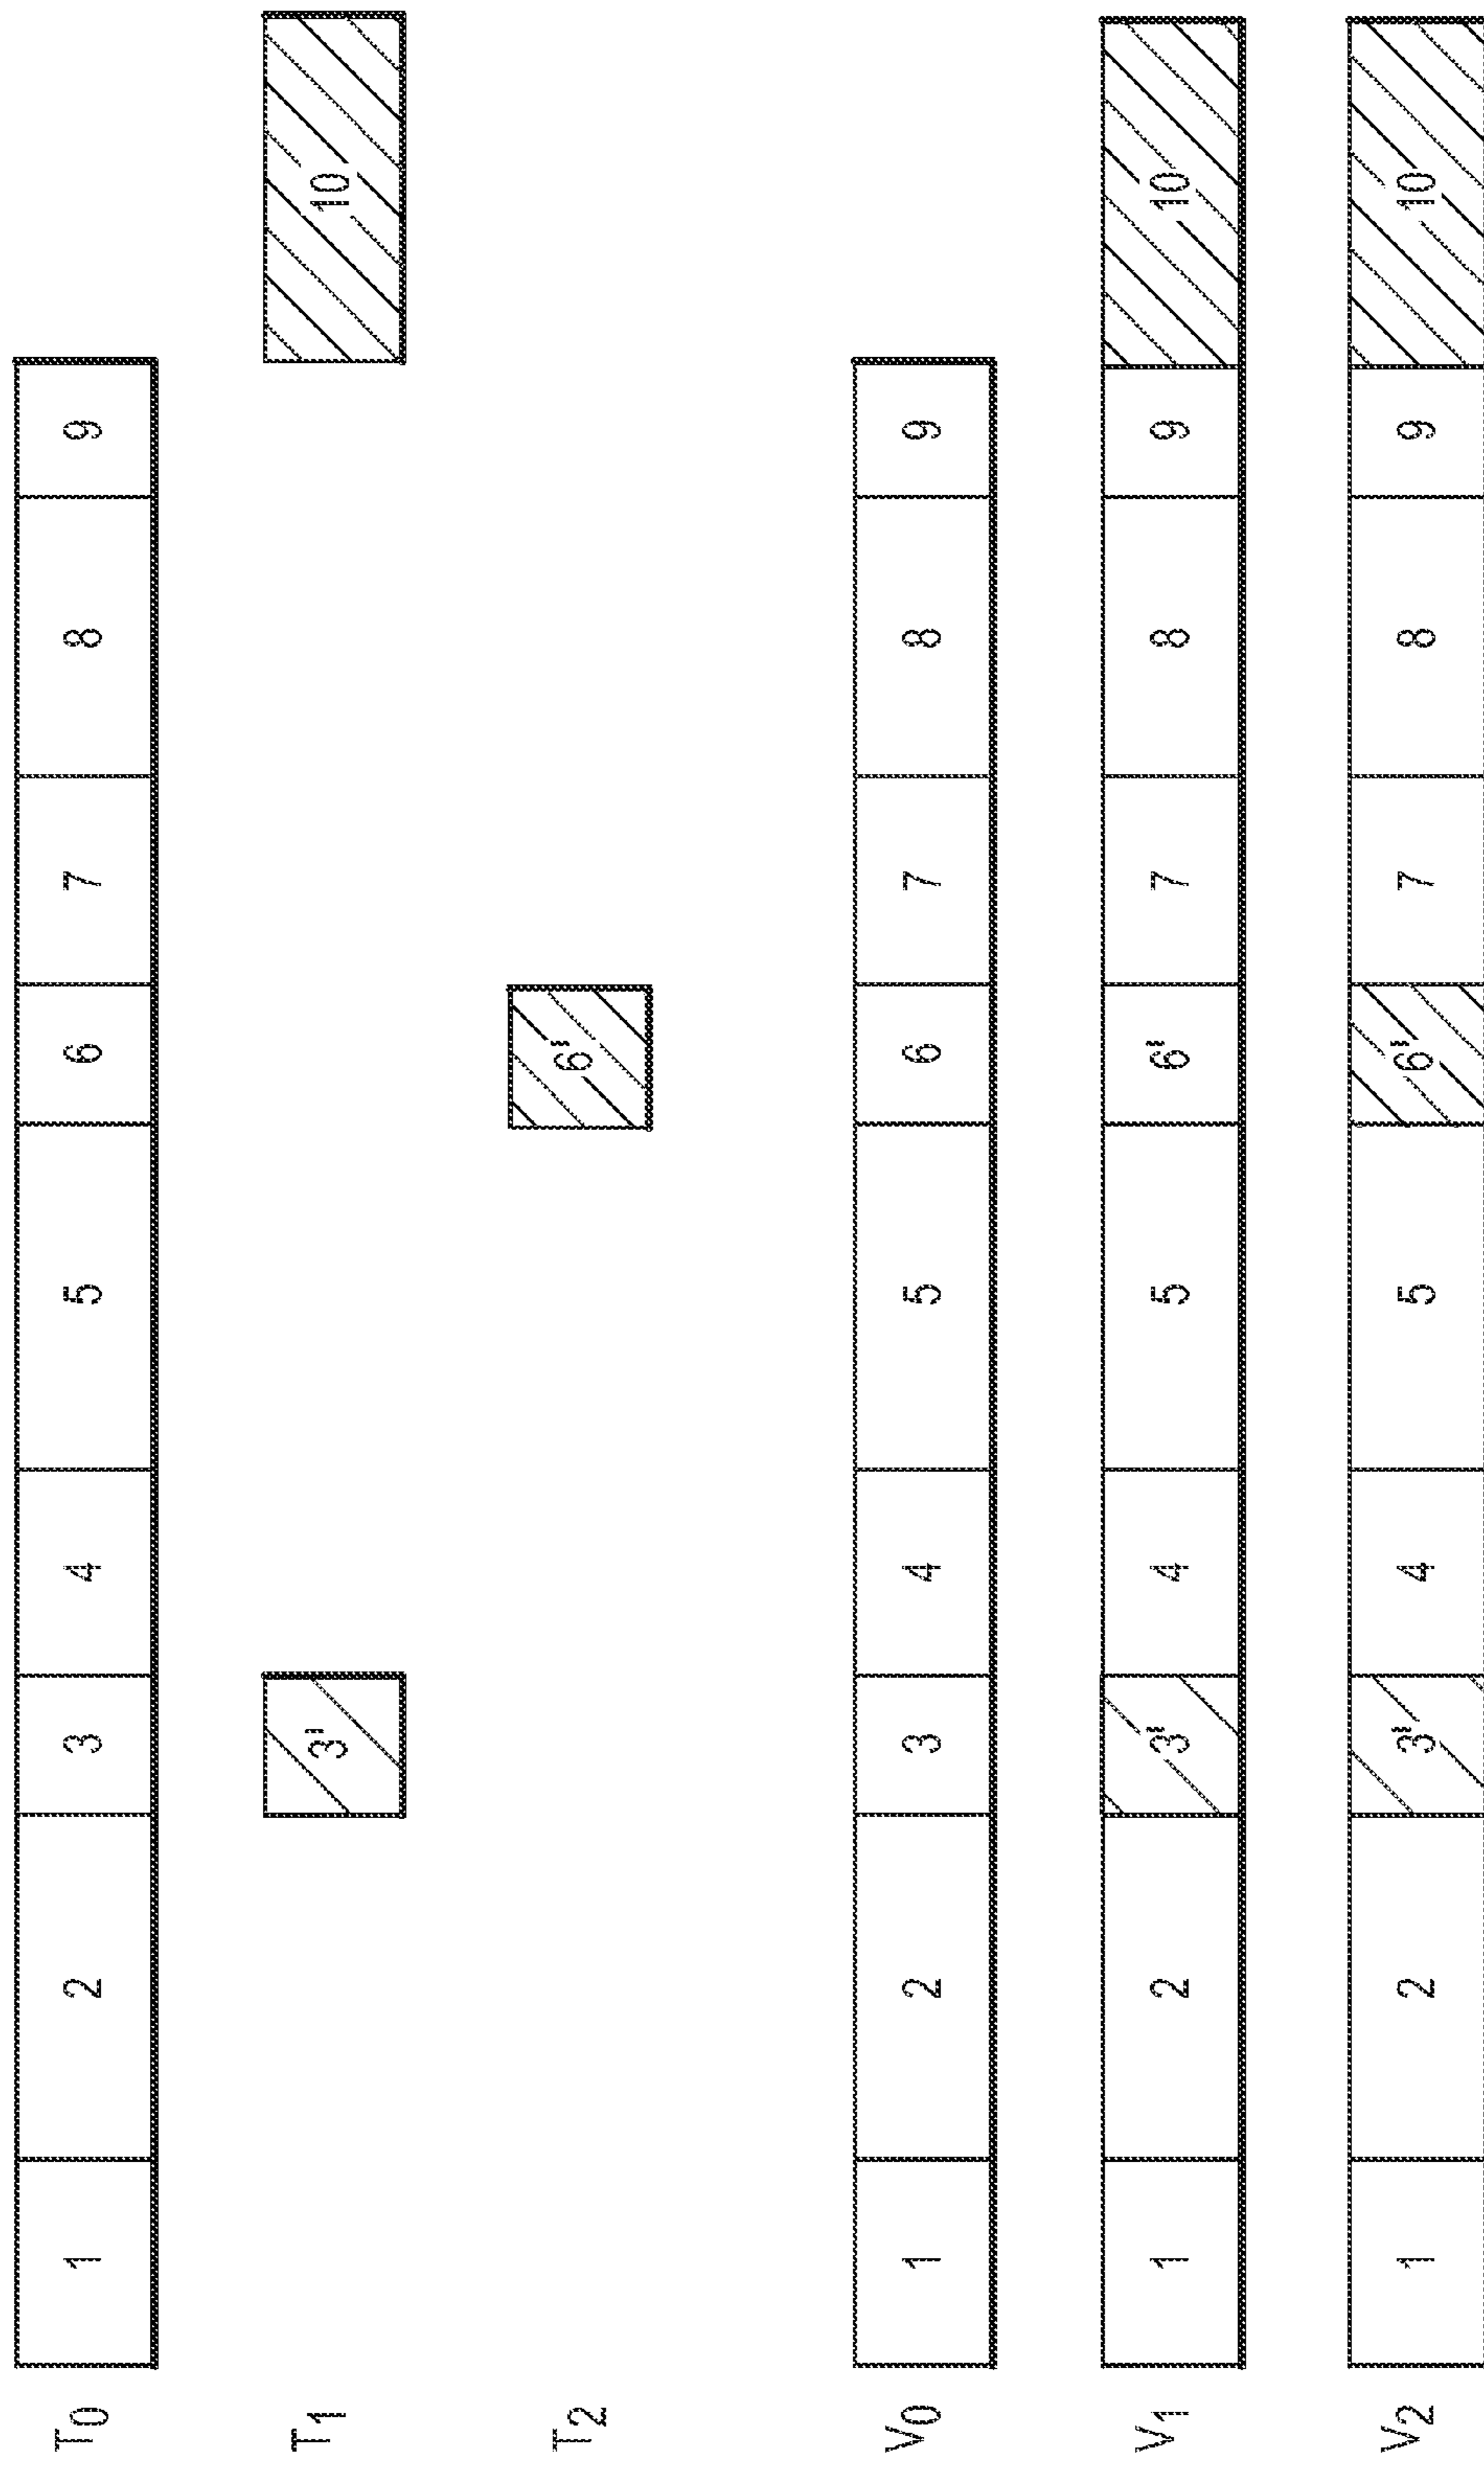 T0 1 2 3 4 5 6 7 8 9
T1 3' 10
T2 6'
V0 1 2 3 4 5 6 7 8 9
V1 1 2 3' 4 5 6' 7 8 9 10
V2 1 2 3' 4 5 6' 7 8 9 10